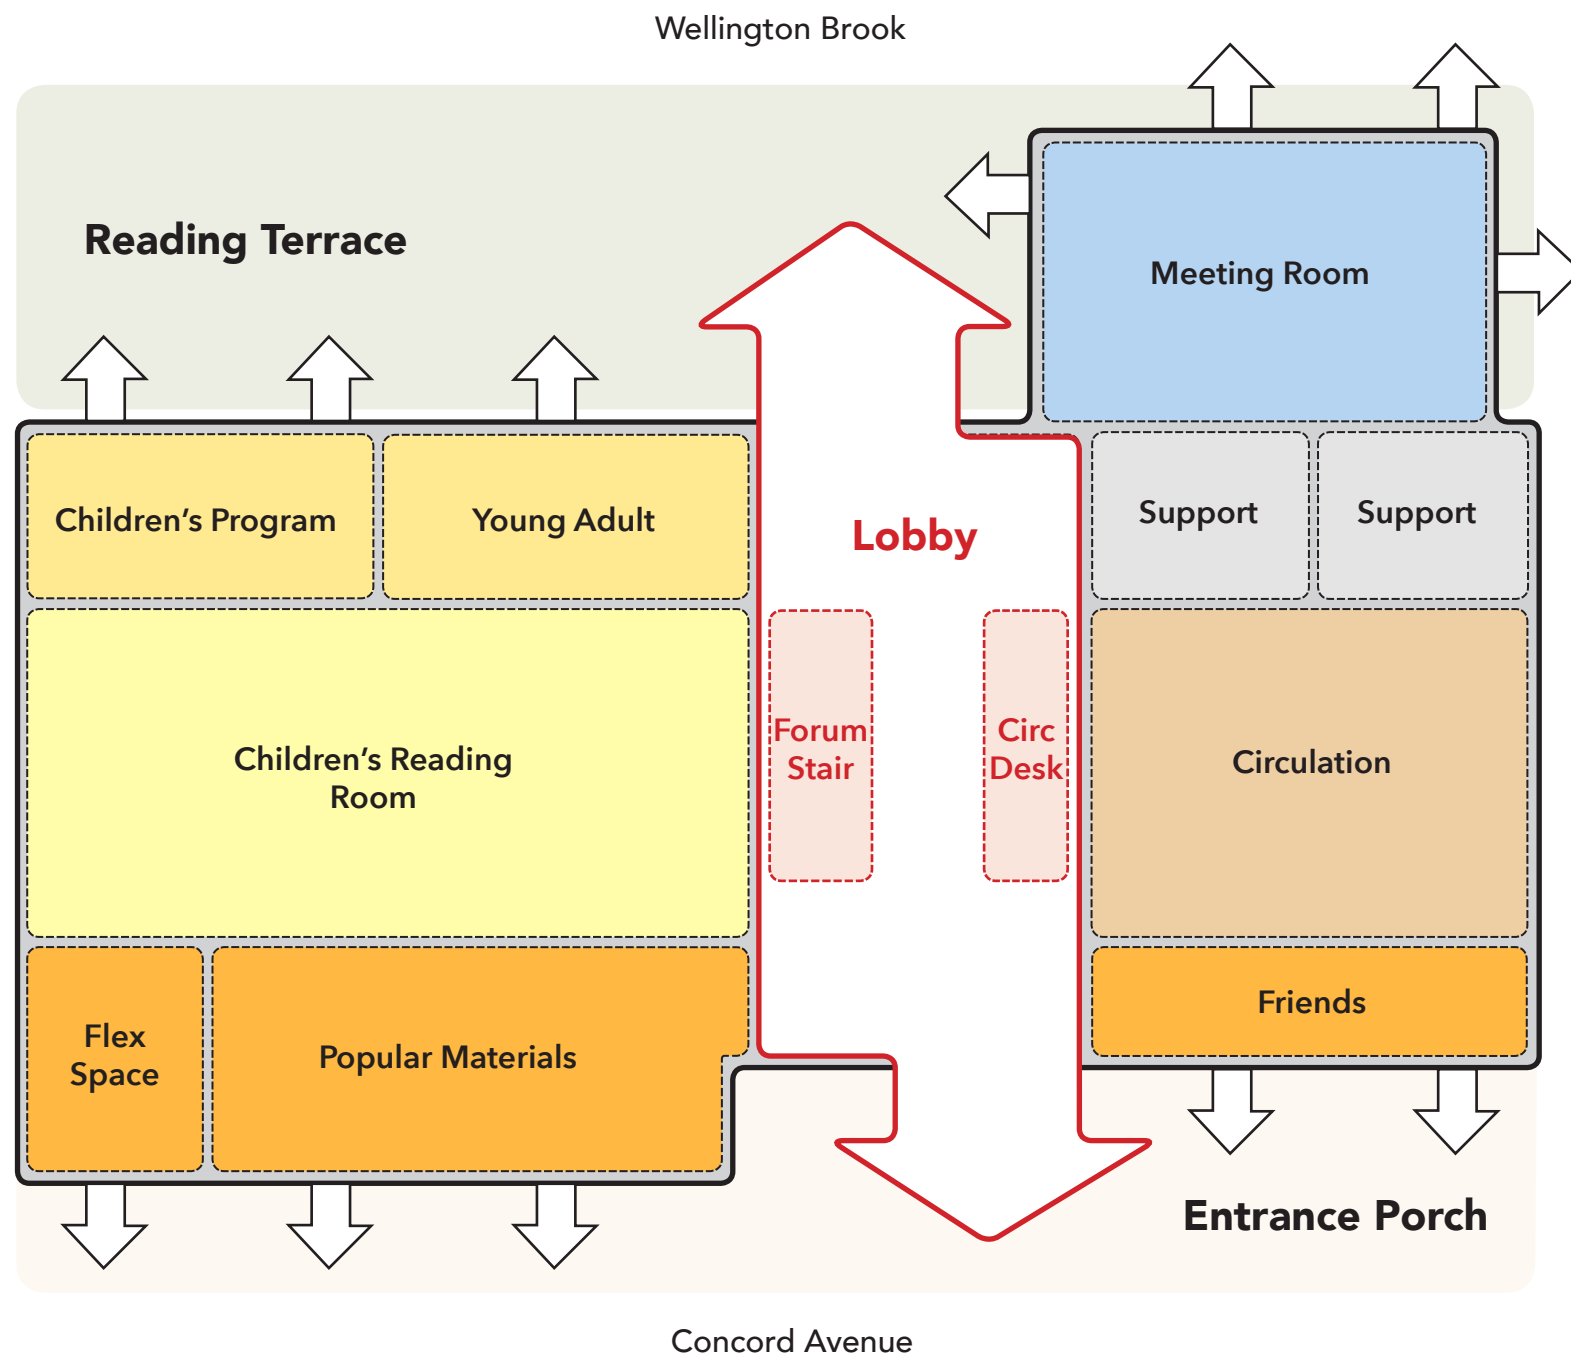 Wellington Brook
Reading Terrace
Meeting Room
Children’s Program
Young Adult
Lobby
Support
Support
Children’s Reading
Room
Forum
Stair
Circ
Desk
Circulation
Flex
Space
Popular Materials
Friends
Entrance Porch
Concord Avenue